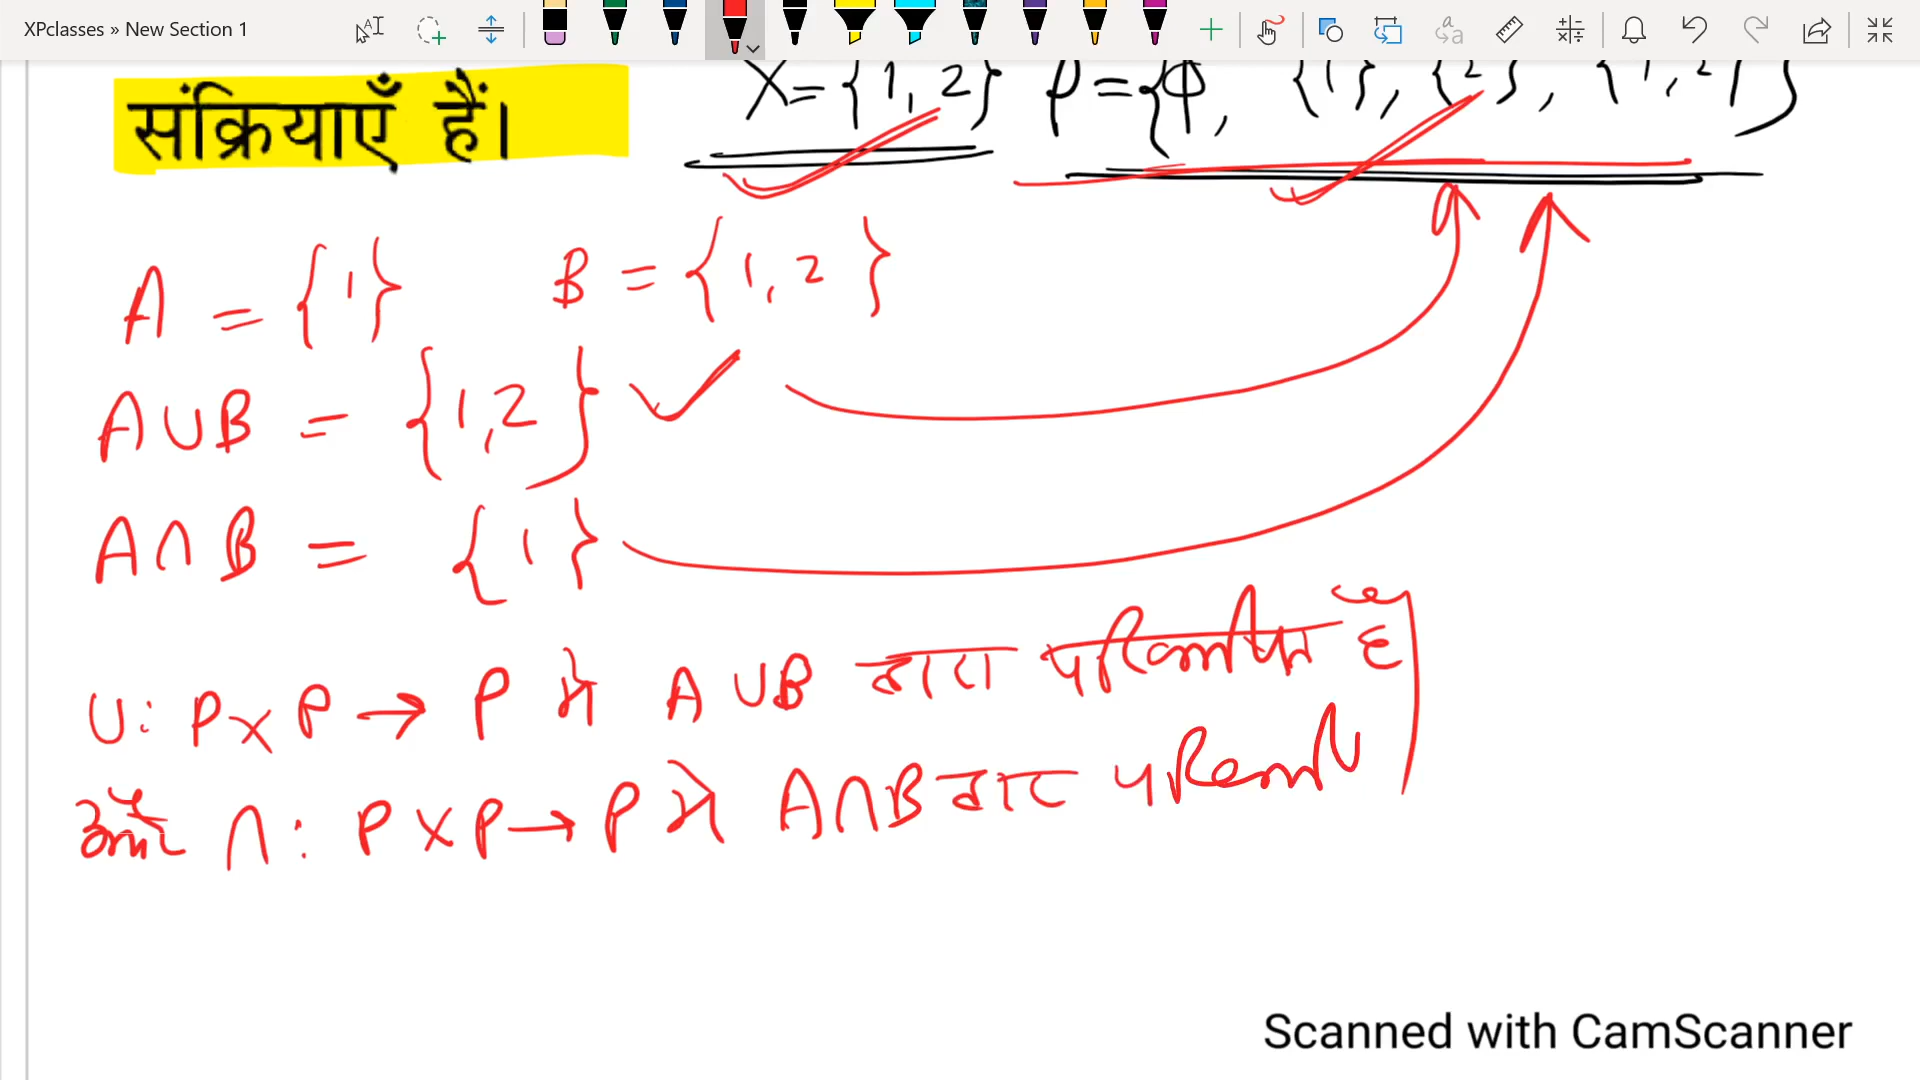 XPclasses » New Section 1
संक्रियाएँ हैं।
X = {1, 2} P = {φ, {1}, {2}, {1, 2}}
A = {1} B = {1, 2}
A∪B = {1, 2}
A∩B = {1}
∪: P×P → P में A∪B द्वारा परिभाषित है
और ∩: P×P → P में A∩B द्वारा
Scanned with CamScanner